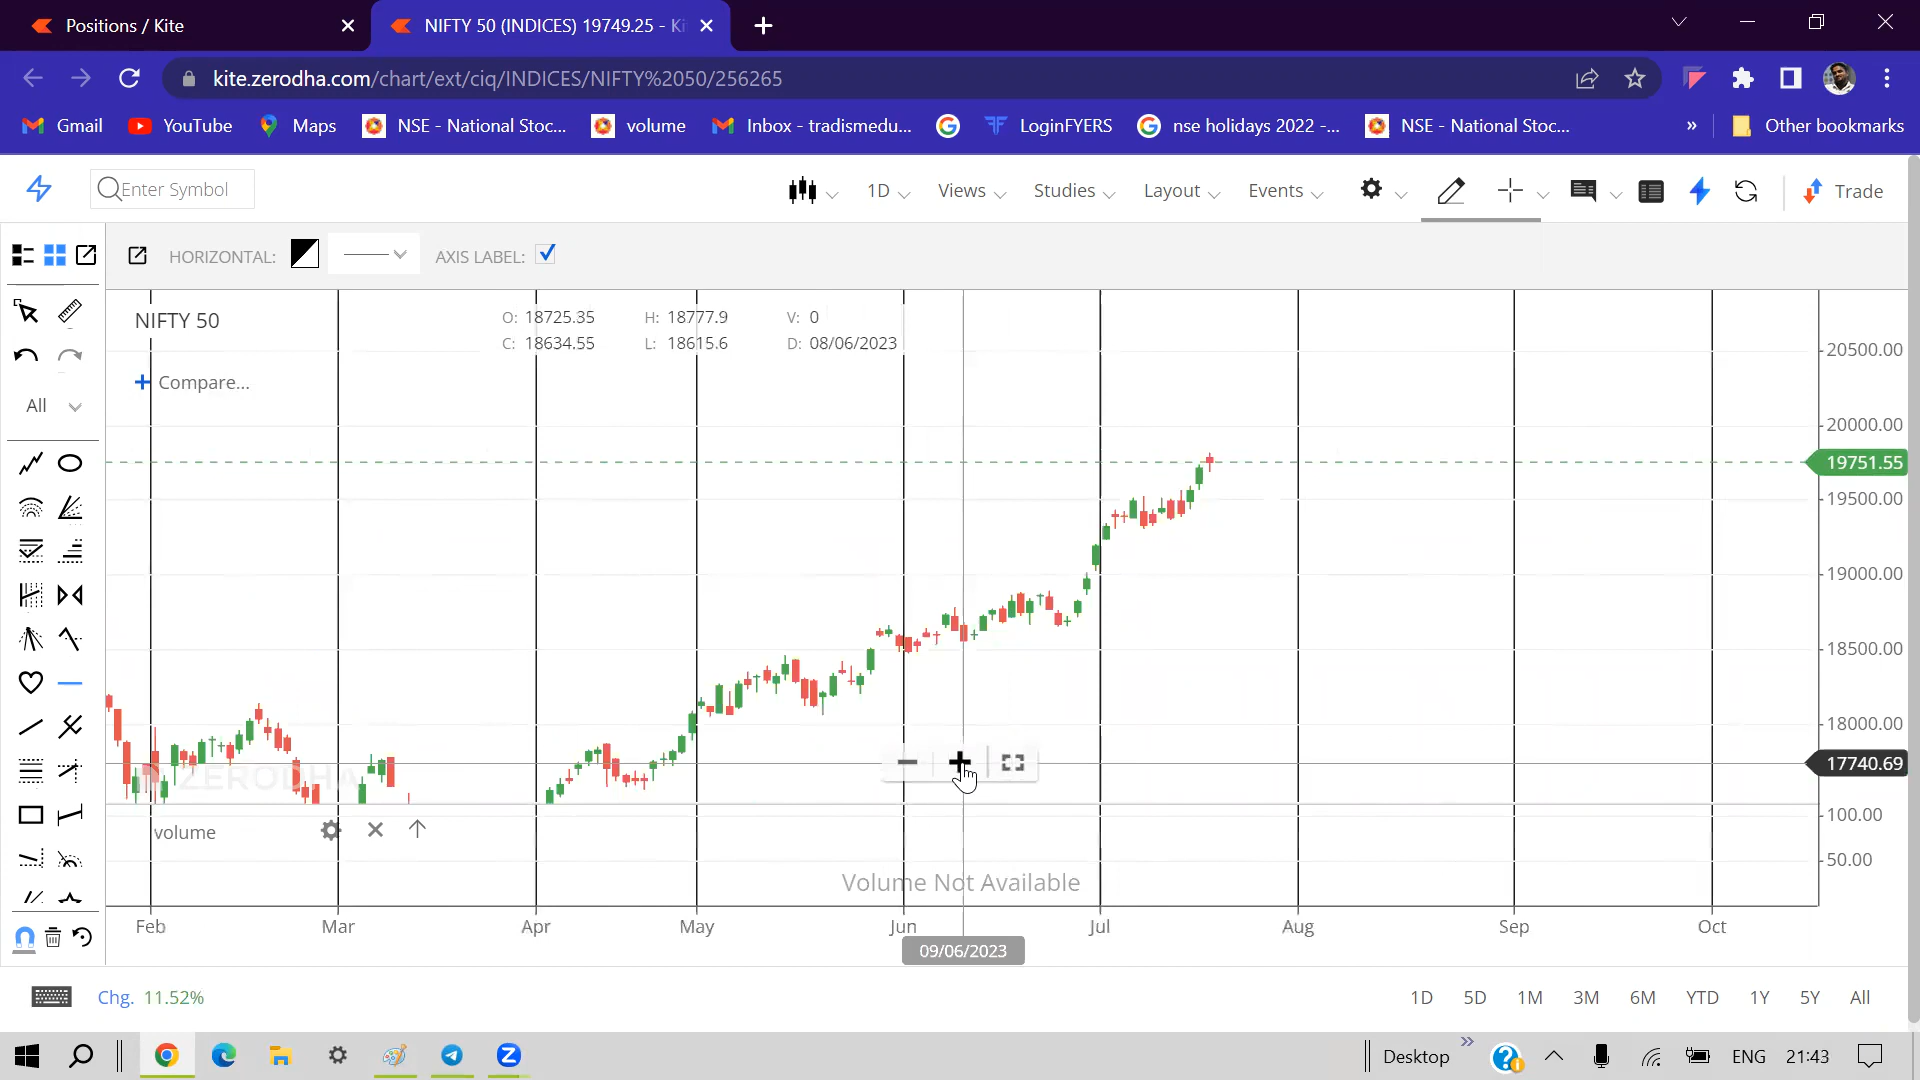 Positions / Kite
NIFTY 50 (INDICES) 19749.25 - Ki
kite.zerodha.com/chart/ext/ciq/INDICES/NIFTY%2050/256265
Gmail
YouTube
Maps
NSE - National Stoc...
volume
Inbox - tradismedu...
LoginFYERS
nse holidays 2022 -...
NSE - National Stoc...
»
Other bookmarks
Enter Symbol
1D
Views
Studies
Layout
Events
Trade
HORIZONTAL:
AXIS LABEL:
NIFTY 50
O: 18725.35 H: 18777.9 V: 0
C: 18634.55 L: 18615.6 D: 08/06/2023
Compare...
All
20500.00
20000.00
19751.55
19500.00
19000.00
18500.00
18000.00
17740.69
ZERODHA
100.00
volume
50.00
Volume Not Available
Feb Mar Apr May Jun Jul Aug Sep Oct
09/06/2023
Chg. 11.52%
1D 5D 1M 3M 6M YTD 1Y 5Y All
Desktop
»
ENG
21:43